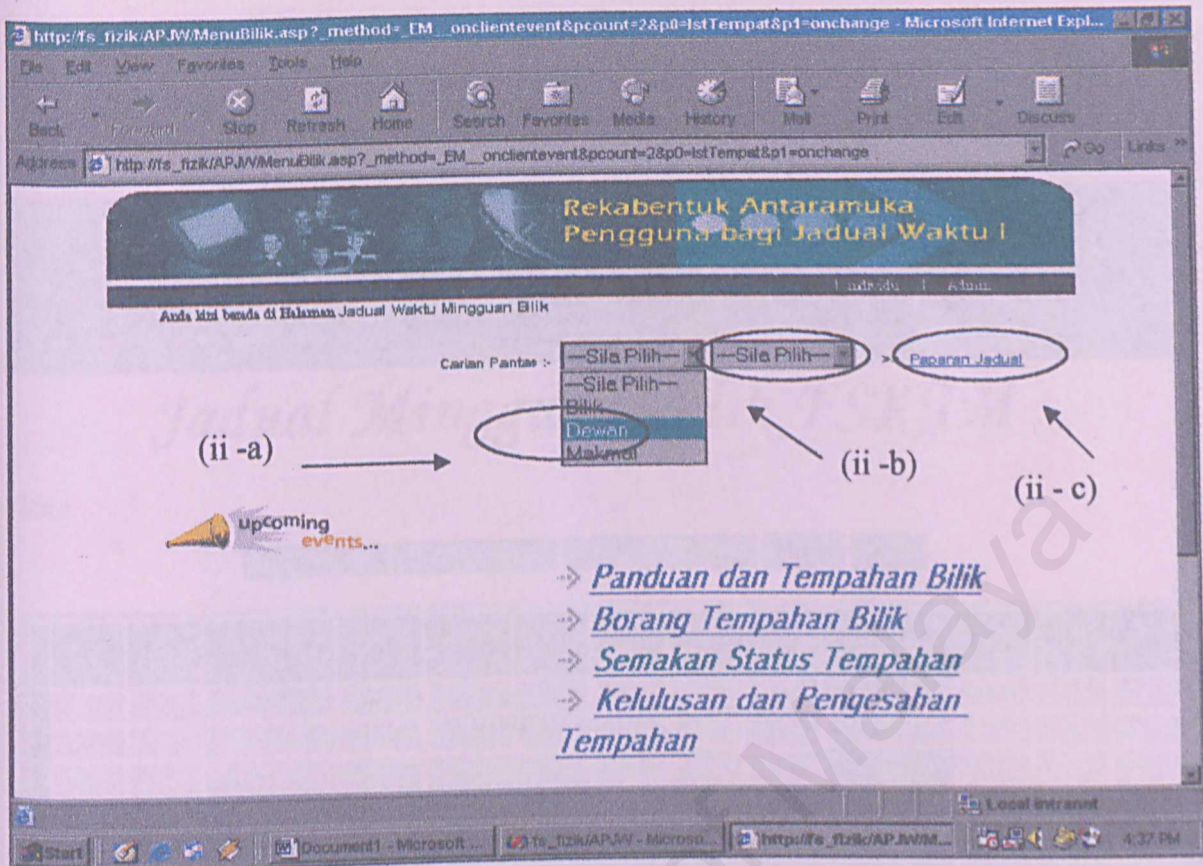 http://fs_fizik/APJW/MenuBilik.asp?_method=_EM__onclientevent&pcount=2&p0=lstTempat&p1=onchange - Microsoft Internet Expl...
File Edit View Favorites Tools Help
Back Forward Stop Refresh Home Search Favorites Media History Mail Print Edit Discuss
Address http://fs_fizik/APJW/MenuBilik.asp?_method=_EM__onclientevent&pcount=2&p0=lstTempat&p1=onchange Go Links »
Rekabentuk Antaramuka
Pengguna bagi Jadual Waktu I
| Individu | Admin
Anda kini berada di Halaman Jadual Waktu Mingguan Bilik
Carian Pantas :- ---Sila Pilih--- ---Sila Pilih--- > Paparan Jadual
---Sila Pilih---
Bilik
Dewan
Makmal
(ii -a)
(ii -b)
(ii - c)
upcoming
events...
Panduan dan Tempahan Bilik
Borang Tempahan Bilik
Semakan Status Tempahan
Kelulusan dan Pengesahan
Tempahan
Local intranet
Start Document1 - Microsoft ... fs_fizik/APJW - Microso... http://fs_fizik/APJW/M... 4:37 PM
Malaya